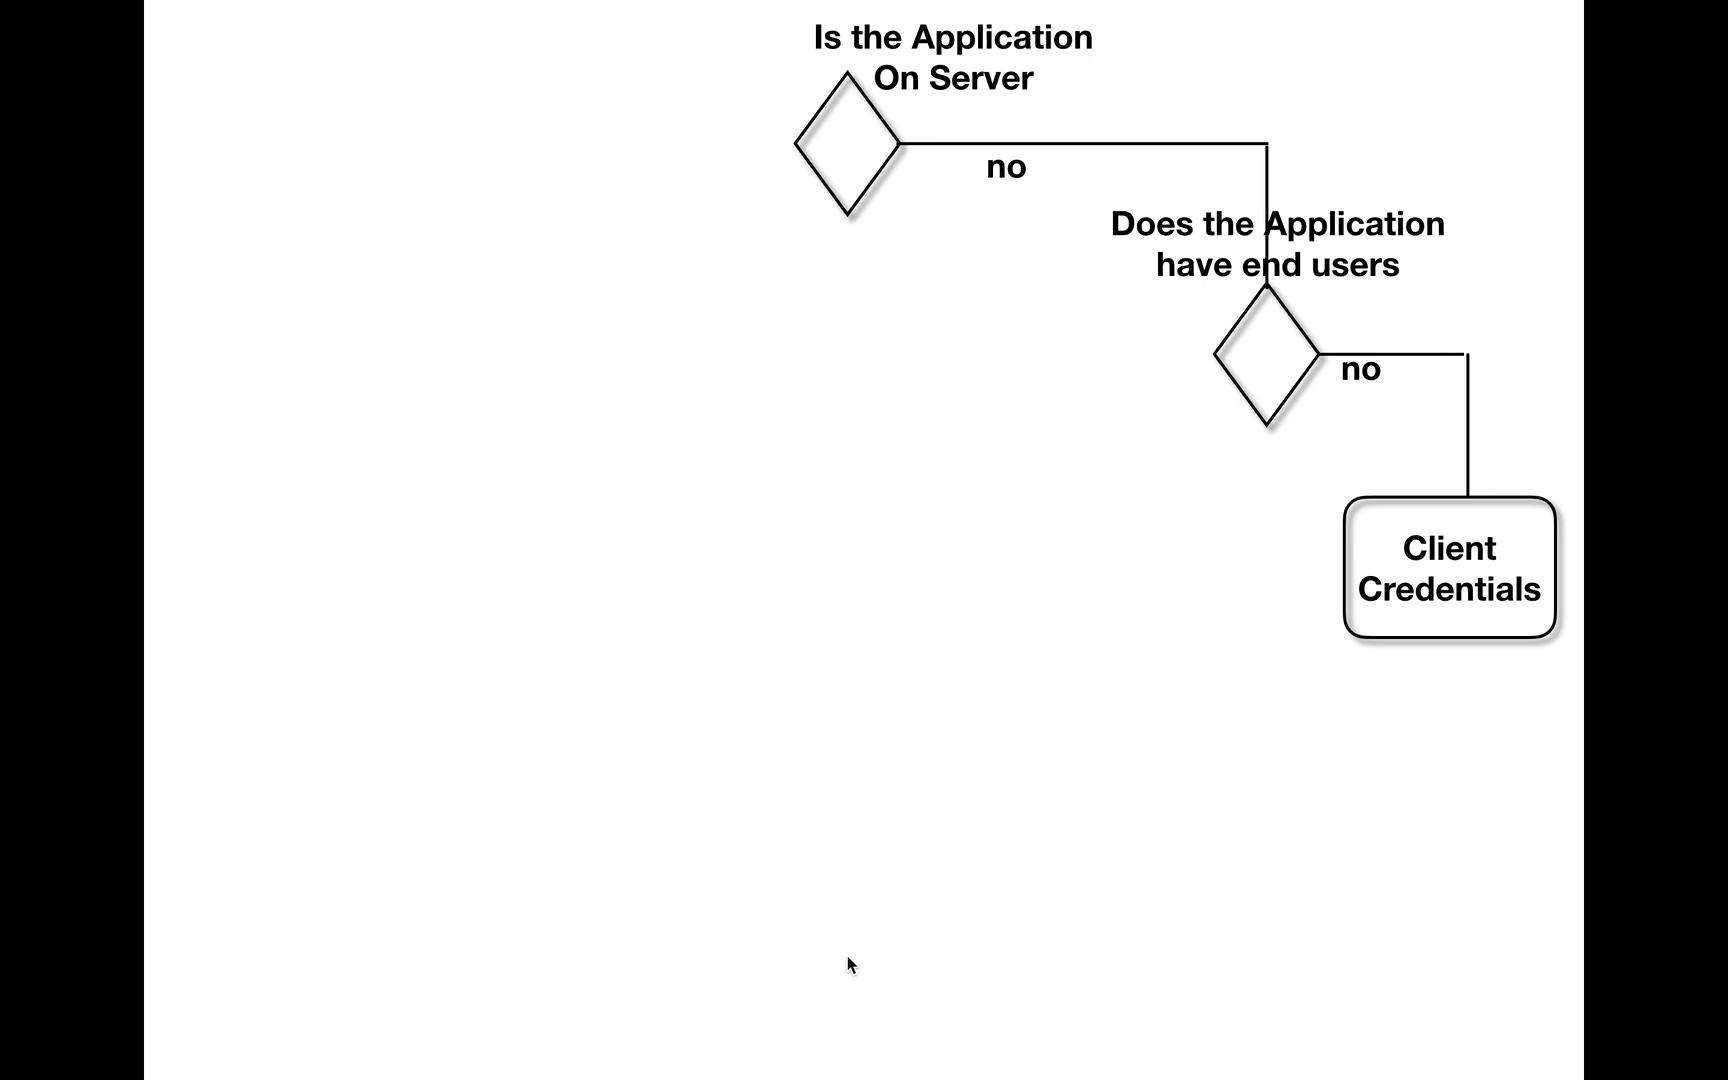 Is the Application
On Server
no
Does the Application
have end users
no
Client
Credentials